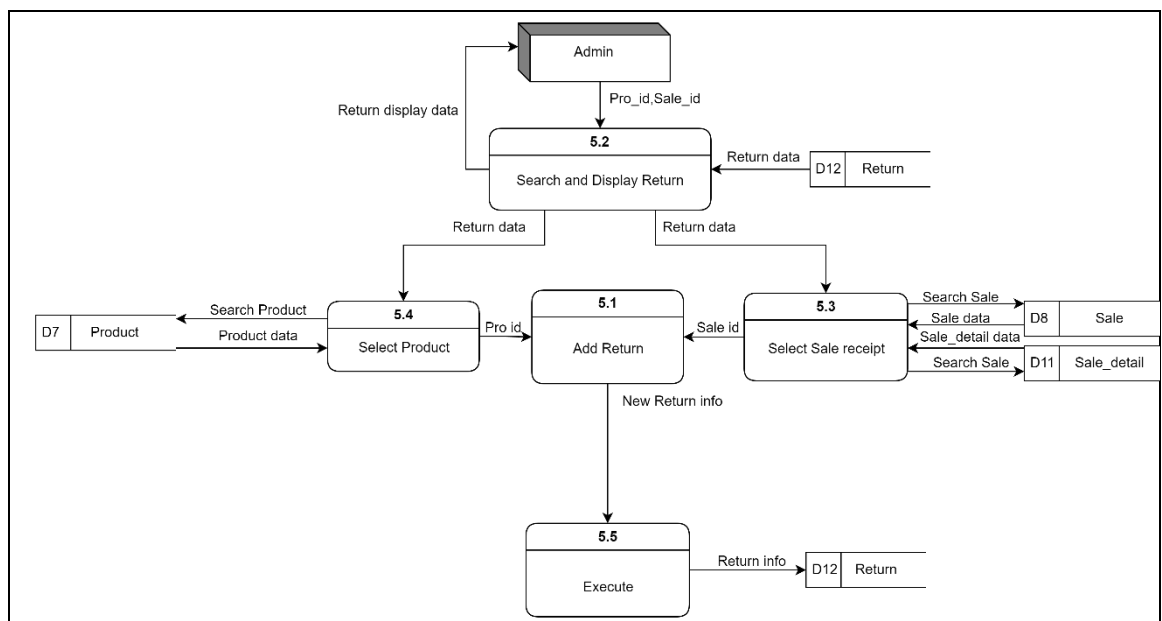 Admin
Return display data
Pro_id,Sale_id
5.2
Search and Display Return
Return data
D12 Return
Return data
Return data
5.4
Select Product
Search Product
Product data
D7 Product
Pro id
5.1
Add Return
Sale id
5.3
Select Sale receipt
Search Sale
Sale data
Sale_detail data
Search Sale
D8 Sale
D11 Sale_detail
New Return info
5.5
Execute
Return info
D12 Return